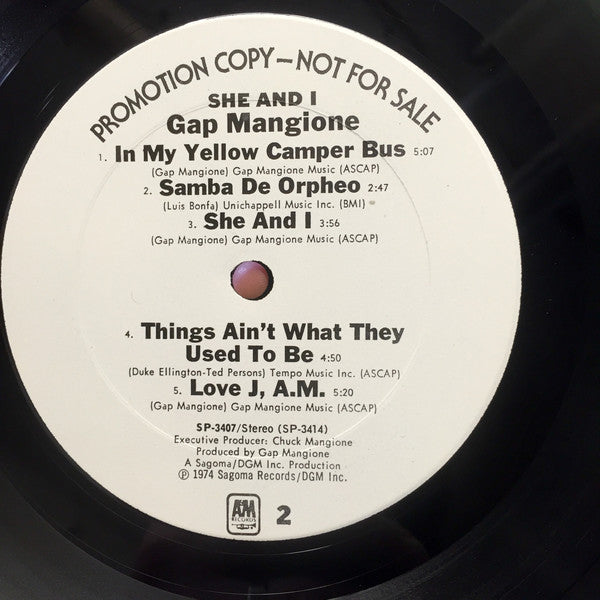 PROMOTION COPY—NOT FOR SALE
SHE AND I
Gap Mangione
1. In My Yellow Camper Bus 5:07
(Gap Mangione) Gap Mangione Music (ASCAP)
2. Samba De Orpheo 2:47
(Luis Bonfa) Unichappell Music Inc. (BMI)
3. She And I 3:56
(Gap Mangione) Gap Mangione Music (ASCAP)
4. Things Ain't What They
Used To Be 4:50
(Duke Ellington-Ted Persons) Tempo Music Inc. (ASCAP)
5. Love J, A.M. 5:20
(Gap Mangione) Gap Mangione Music (ASCAP)
SP-3407/Stereo (SP-3414)
Executive Producer: Chuck Mangione
Produced by Gap Mangione
A Sagoma/DGM Inc. Production
℗ 1974 Sagoma Records/DGM Inc.
A&M
RECORDS
2